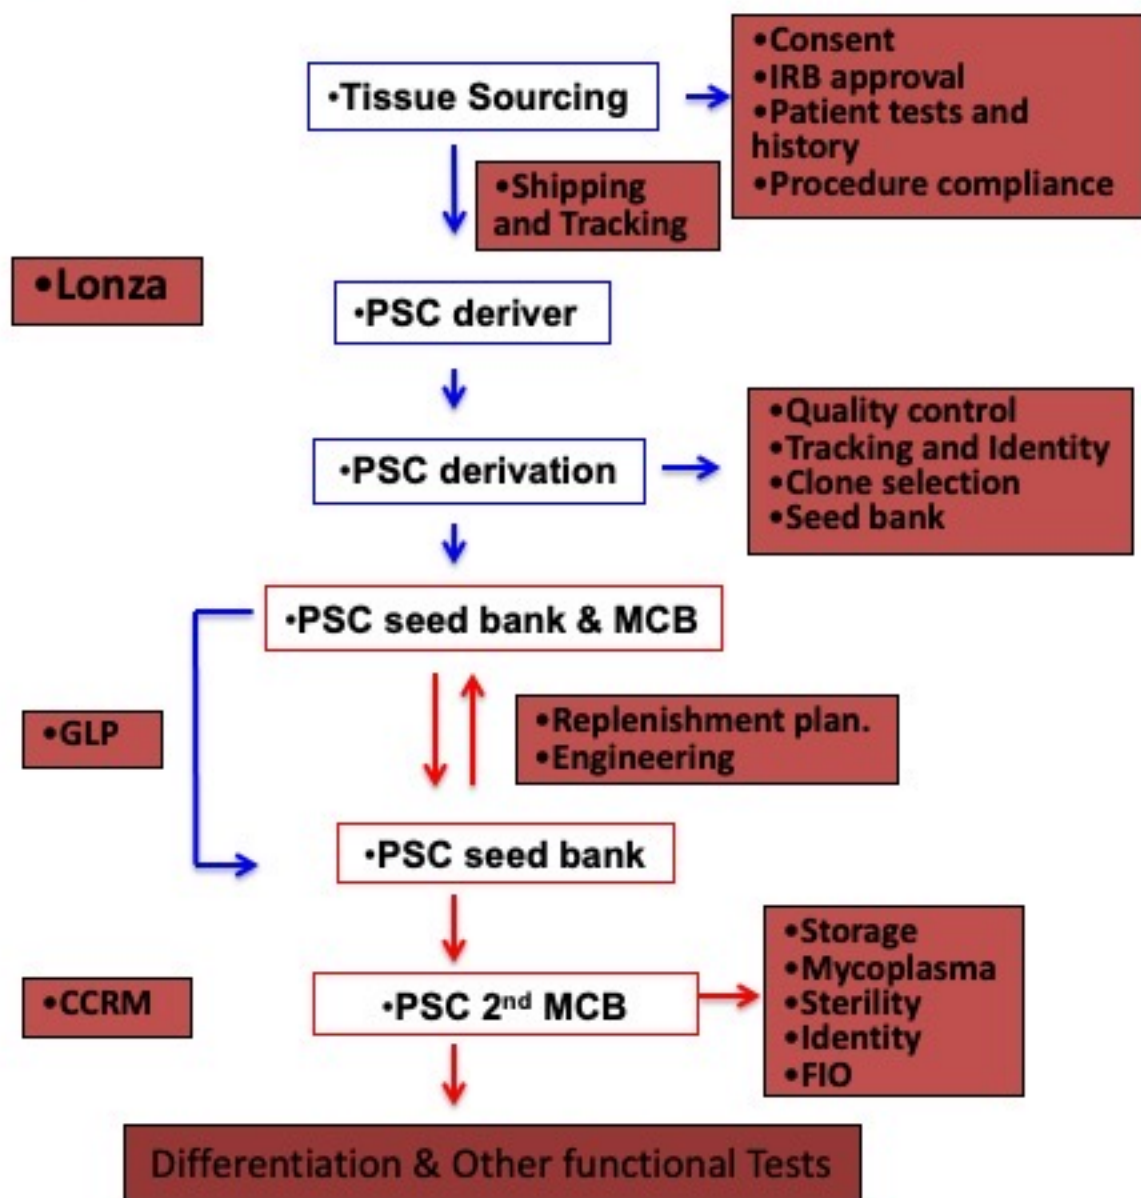 •Tissue Sourcing
•Consent
•IRB approval
•Patient tests and
history
•Procedure compliance
•Shipping
and Tracking
•Lonza
•PSC deriver
•PSC derivation
•Quality control
•Tracking and Identity
•Clone selection
•Seed bank
•PSC seed bank & MCB
•GLP
•Replenishment plan.
•Engineering
•PSC seed bank
•CCRM
•PSC 2nd MCB
•Storage
•Mycoplasma
•Sterility
•Identity
•FIO
Differentiation & Other functional Tests